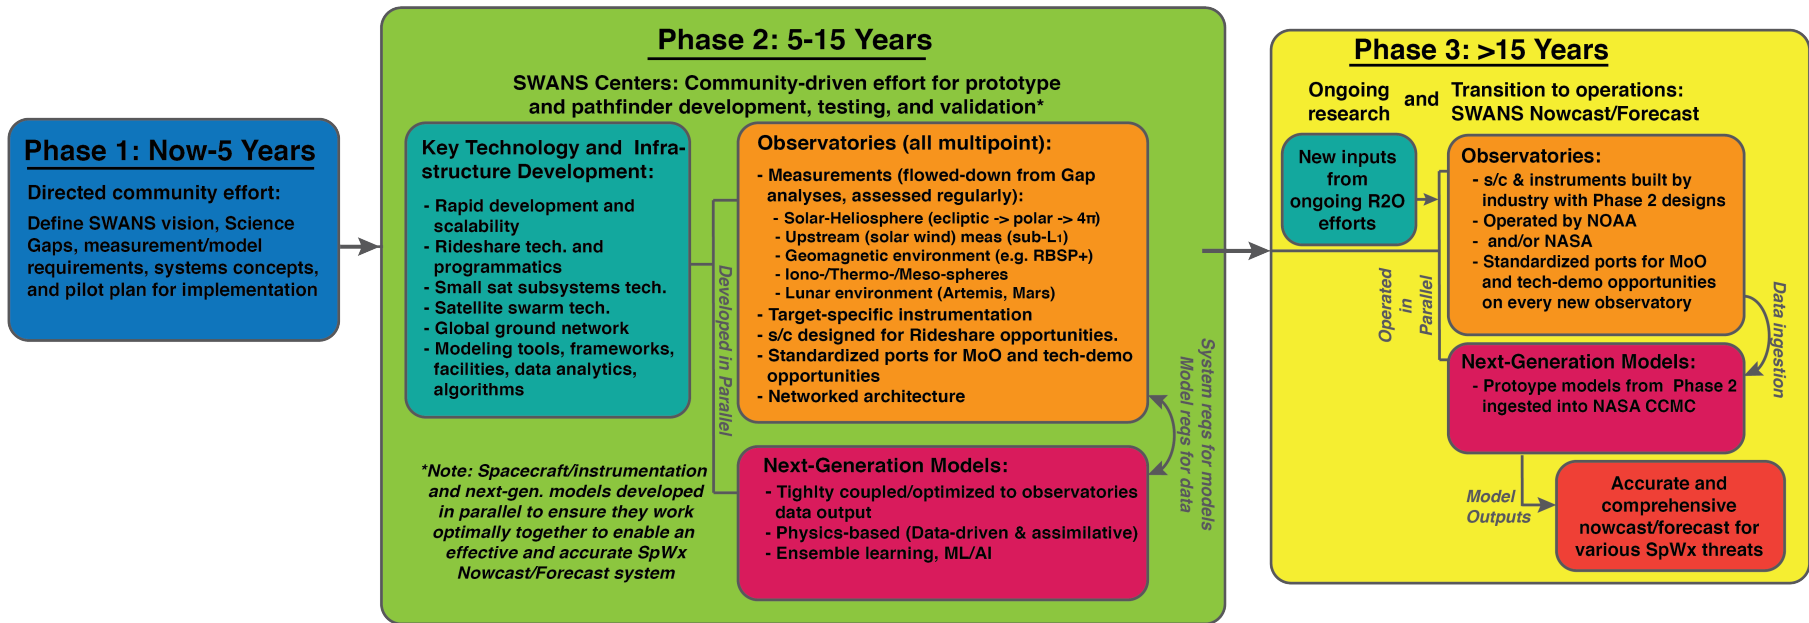 Phase 1: Now-5 Years
Directed community effort:
Define SWANS vision, Science
Gaps, measurement/model
requirements, systems concepts,
and pilot plan for implementation
Phase 2: 5-15 Years
SWANS Centers: Community-driven effort for prototype
and pathfinder development, testing, and validation*
Key Technology and Infra-
structure Development:
- Rapid development and
scalability
- Rideshare tech. and
programmatics
- Small sat subsystems tech.
- Satellite swarm tech.
- Global ground network
- Modeling tools, frameworks,
facilities, data analytics,
algorithms
*Note: Spacecraft/instrumentation
and next-gen. models developed
in parallel to ensure they work
optimally together to enable an
effective and accurate SpWx
Nowcast/Forecast system
Developed in Parallel
Observatories (all multipoint):
- Measurements (flowed-down from Gap
analyses, assessed regularly):
- Solar-Heliosphere (ecliptic -> polar -> 4π)
- Upstream (solar wind) meas (sub-L1)
- Geomagnetic environment (e.g. RBSP+)
- Iono-/Thermo-/Meso-spheres
- Lunar environment (Artemis, Mars)
- Target-specific instrumentation
- s/c designed for Rideshare opportunities.
- Standardized ports for MoO and tech-demo
opportunities
- Networked architecture
Next-Generation Models:
- Tighlty coupled/optimized to observatories
data output
- Physics-based (Data-driven & assimilative)
- Ensemble learning, ML/AI
System reqs for models
Model reqs for data
Phase 3: >15 Years
Ongoing
research
and
Transition to operations:
SWANS Nowcast/Forecast
New inputs
from
ongoing R2O
efforts
Operated
in
Parallel
Observatories:
- s/c & instruments built by
industry with Phase 2 designs
- Operated by NOAA
- and/or NASA
- Standardized ports for MoO
and tech-demo opportunities
on every new observatory
Data ingestion
Next-Generation Models:
- Protoype models from Phase 2
ingested into NASA CCMC
Model
Outputs
Accurate and
comprehensive
nowcast/forecast for
various SpWx threats